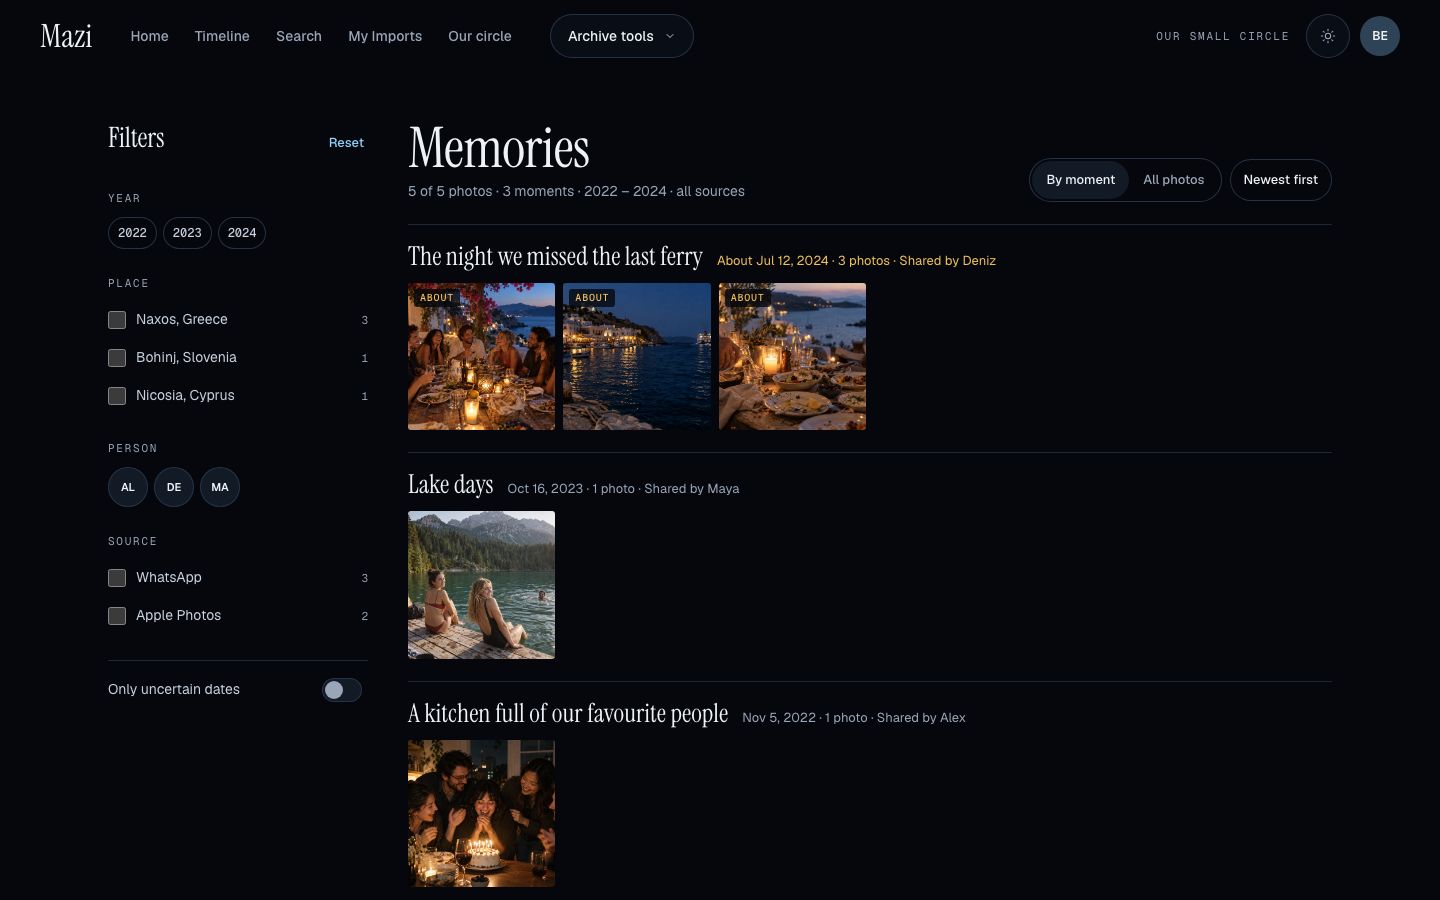 Mazi
Home
Timeline
Search
My Imports
Our circle
Archive tools
OUR SMALL CIRCLE
BE
Filters
Reset
YEAR
2022
2023
2024
PLACE
Naxos, Greece 3
Bohinj, Slovenia 1
Nicosia, Cyprus 1
PERSON
AL
DE
MA
SOURCE
WhatsApp 3
Apple Photos 2
Only uncertain dates
Memories
5 of 5 photos · 3 moments · 2022 – 2024 · all sources
By moment
All photos
Newest first
The night we missed the last ferry
About Jul 12, 2024 · 3 photos · Shared by Deniz
ABOUT
ABOUT
ABOUT
Lake days
Oct 16, 2023 · 1 photo · Shared by Maya
A kitchen full of our favourite people
Nov 5, 2022 · 1 photo · Shared by Alex